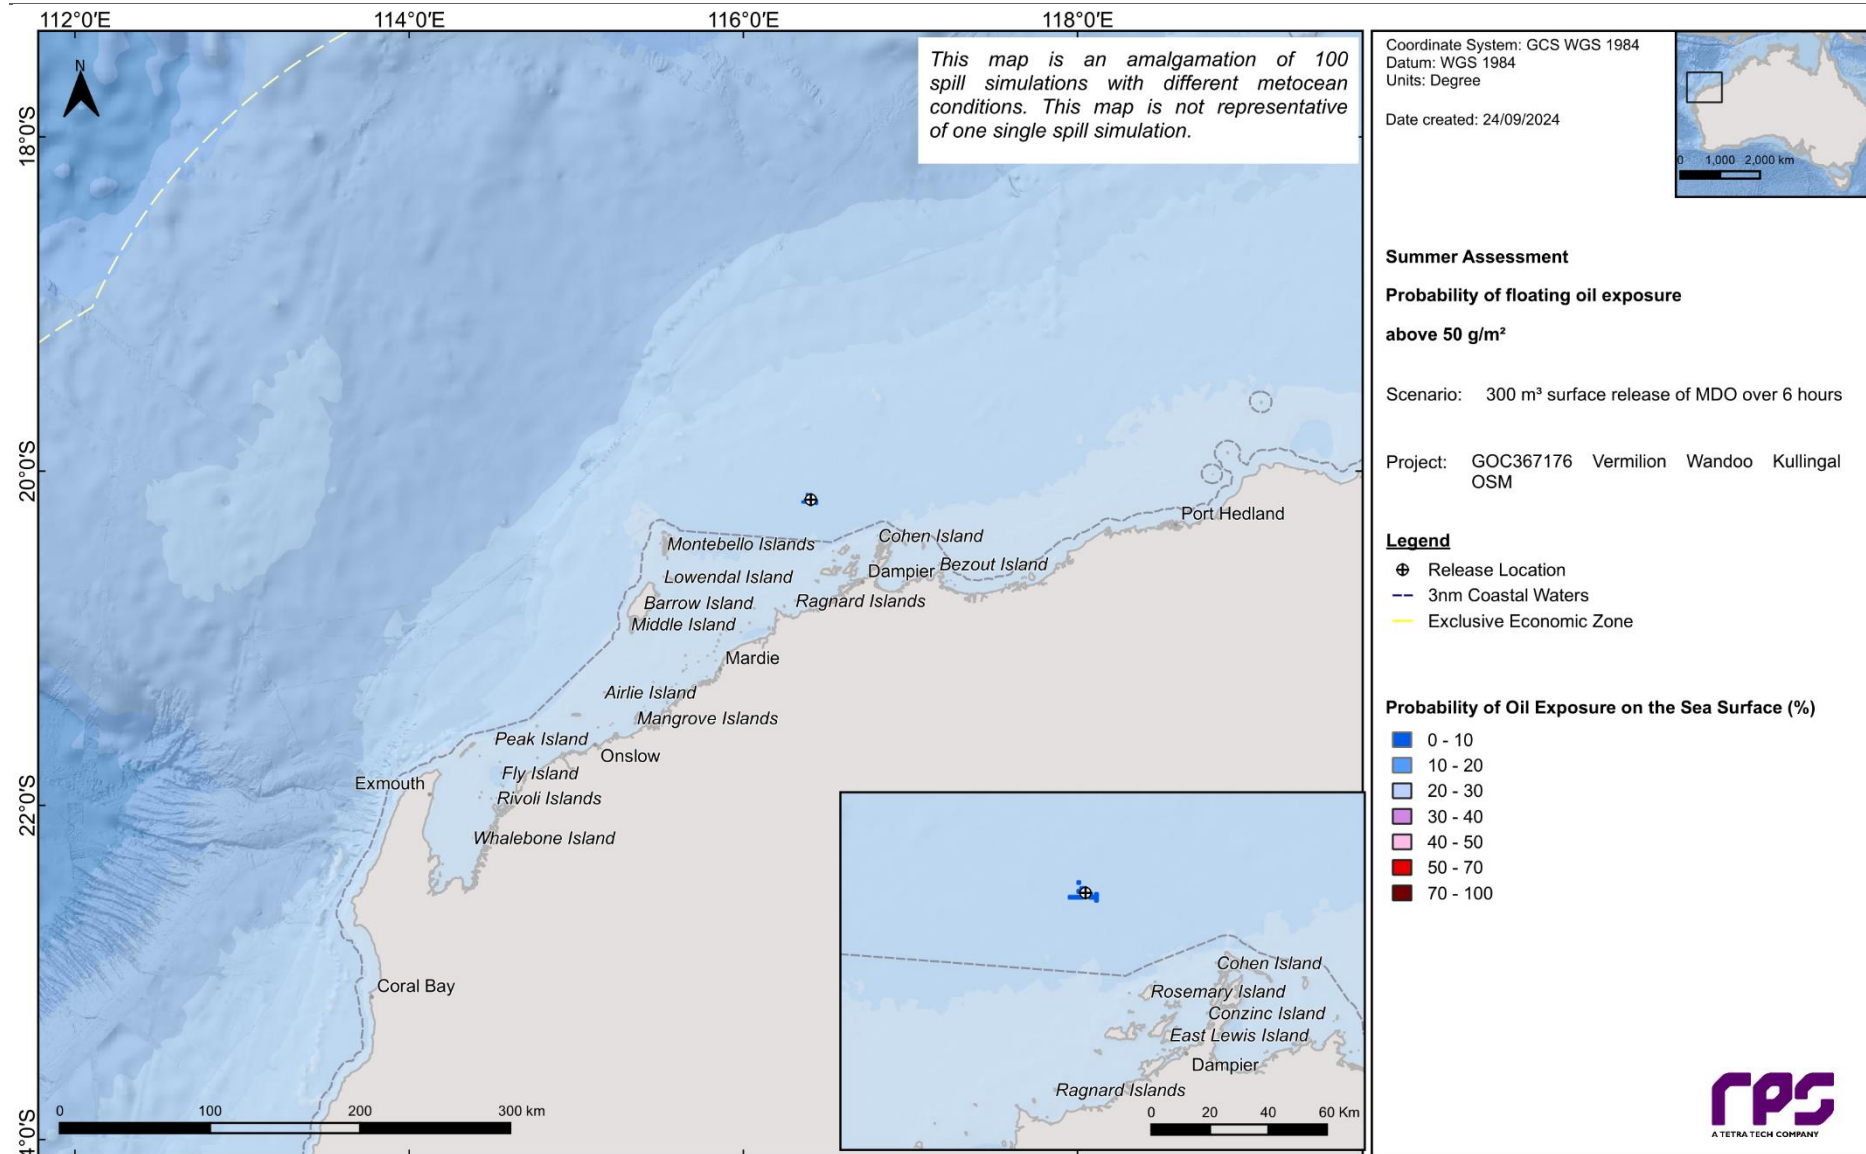 112°0'E
114°0'E
116°0'E
118°0'E
18°0'S
20°0'S
22°0'S
4°0'S
N
This map is an amalgamation of 100
spill simulations with different metocean
conditions. This map is not representative
of one single spill simulation.
Port Hedland
Montebello Islands
Cohen Island
Lowendal Island
Dampier
Bezout Island
Barrow Island
Ragnard Islands
Middle Island
Mardie
Airlie Island
Mangrove Islands
Peak Island
Onslow
Exmouth
Fly Island
Rivoli Islands
Whalebone Island
Coral Bay
0 100 200 300 km
Cohen Island
Rosemary Island
Conzinc Island
East Lewis Island
Dampier
Ragnard Islands
0 20 40 60 Km
Coordinate System: GCS WGS 1984
Datum: WGS 1984
Units: Degree
Date created: 24/09/2024
0 1,000 2,000 km
Summer Assessment
Probability of floating oil exposure
above 50 g/m²
Scenario: 300 m³ surface release of MDO over 6 hours
Project: GOC367176 Vermilion Wandoo Kullingal
OSM
Legend
Release Location
3nm Coastal Waters
Exclusive Economic Zone
Probability of Oil Exposure on the Sea Surface (%)
0 - 10
10 - 20
20 - 30
30 - 40
40 - 50
50 - 70
70 - 100
rps
A TETRA TECH COMPANY